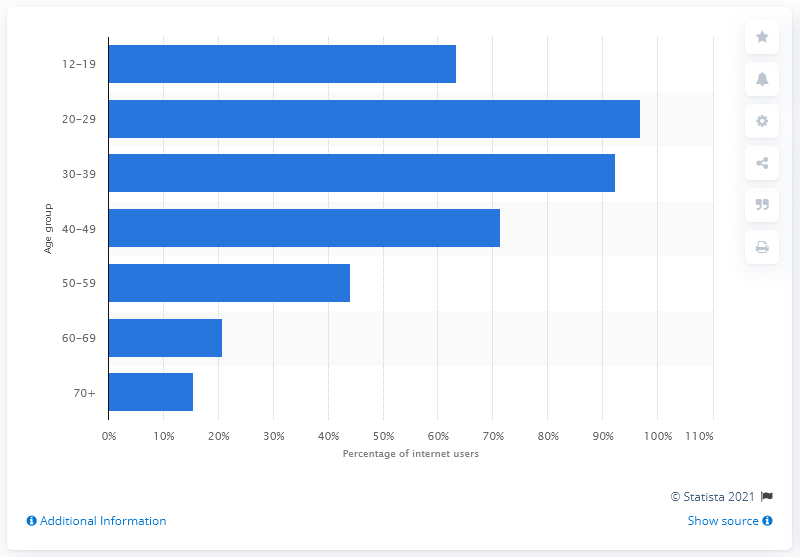 12–19
20–29
30–39
40–49
50–59
60–69
70+
Age group
0% 10% 20% 30% 40% 50% 60% 70% 80% 90% 100% 110%
Percentage of internet users
© Statista 2021
Additional Information
Show source